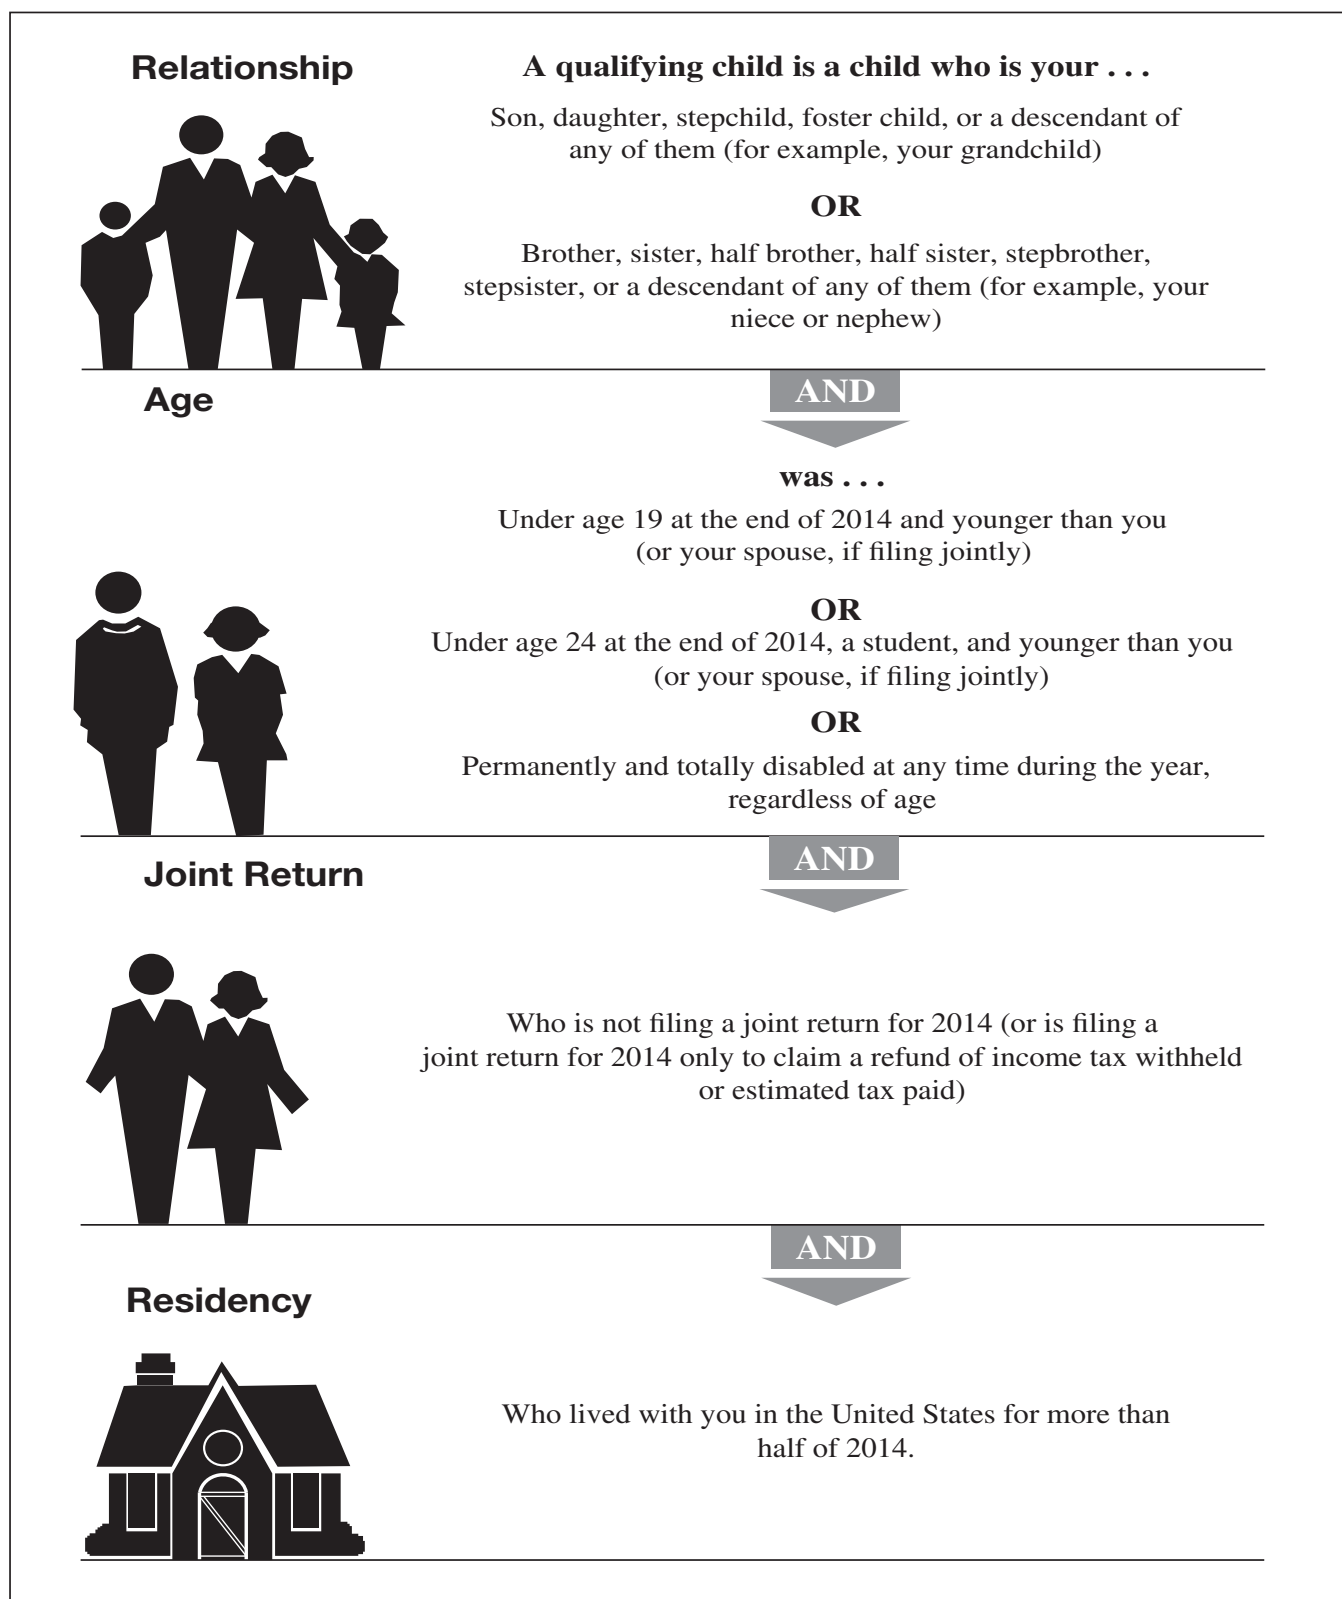 Relationship
A qualifying child is a child who is your . . .
Son, daughter, stepchild, foster child, or a descendant of
any of them (for example, your grandchild)
OR
Brother, sister, half brother, half sister, stepbrother,
stepsister, or a descendant of any of them (for example, your
niece or nephew)
AND
Age
was . . .
Under age 19 at the end of 2014 and younger than you
(or your spouse, if filing jointly)
OR
Under age 24 at the end of 2014, a student, and younger than you
(or your spouse, if filing jointly)
OR
Permanently and totally disabled at any time during the year,
regardless of age
AND
Joint Return
Who is not filing a joint return for 2014 (or is filing a
joint return for 2014 only to claim a refund of income tax withheld
or estimated tax paid)
AND
Residency
Who lived with you in the United States for more than
half of 2014.